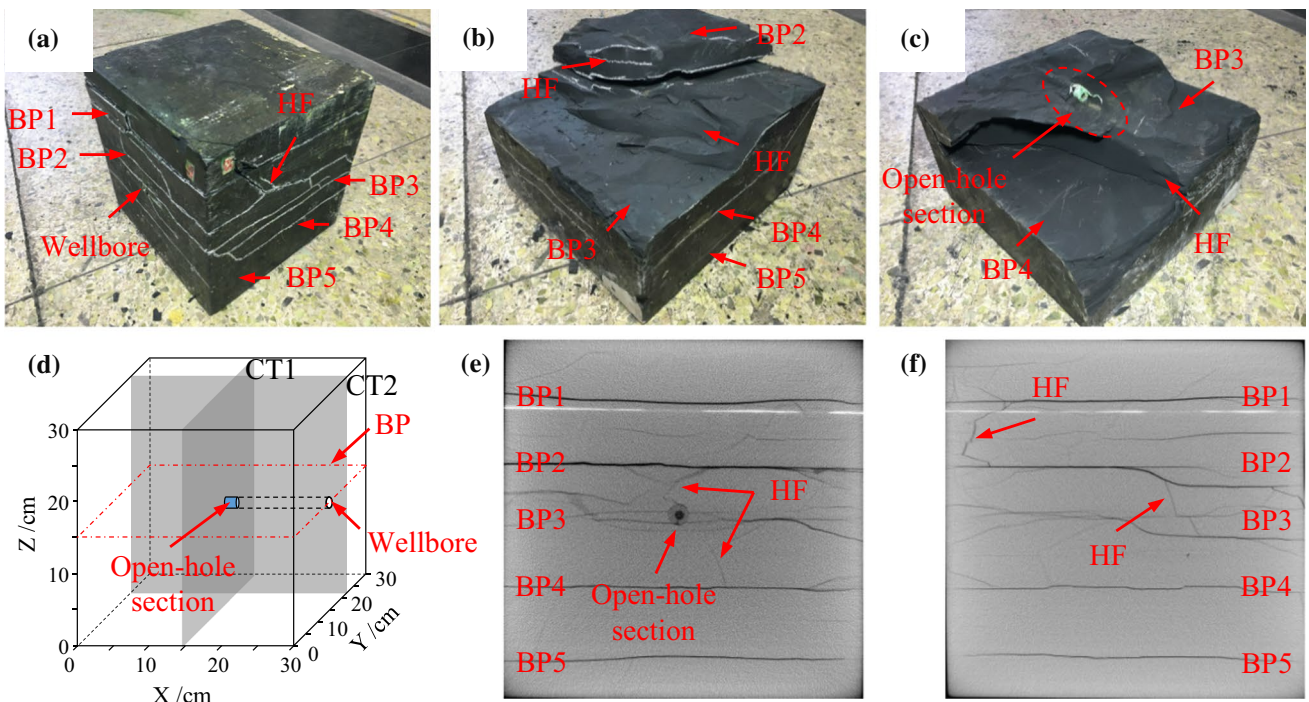 (a)
HF
BP1
BP2
BP3
BP4
Wellbore
BP5
(b)
BP2
HF
HF
BP3
BP4
BP5
(c)
BP3
Open-hole
section
HF
BP4
(d)
CT1
CT2
30
BP
20
Z /cm
Wellbore
10
Open-hole
section
30
20
10
0
Y /cm
0
0
10
20
30
X /cm
(e)
BP1
BP2
HF
BP3
BP4
Open-hole
section
BP5
(f)
HF
BP1
BP2
BP3
HF
BP4
BP5